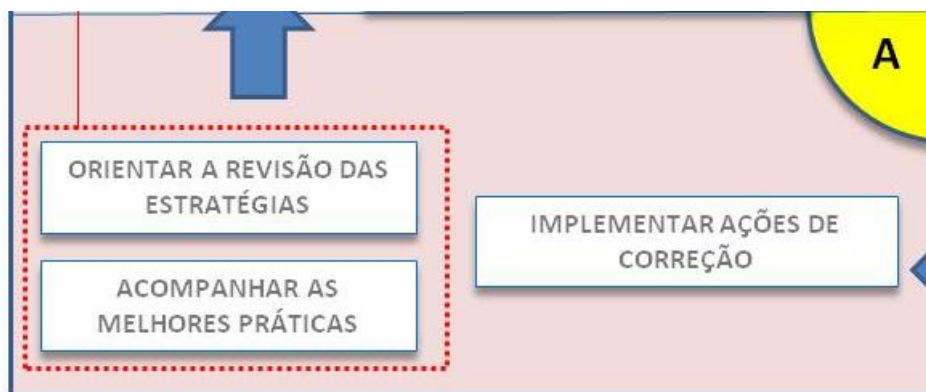 A
ORIENTAR A REVISÃO DAS
ESTRATÉGIAS
IMPLEMENTAR AÇÕES DE
CORREÇÃO
ACOMPANHAR AS
MELHORES PRÁTICAS